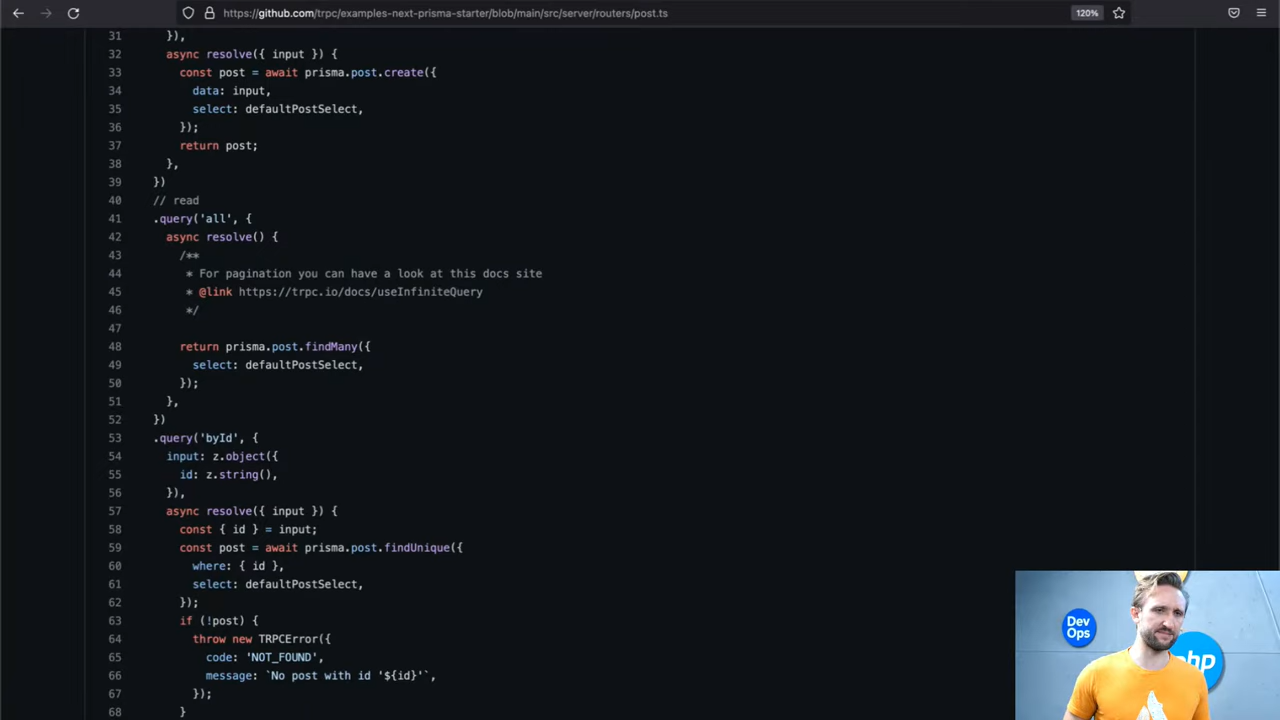 https://github.com/trpc/examples-next-prisma-starter/blob/main/src/server/routers/post.ts
120%
31 }),
32 async resolve({ input }) {
33 const post = await prisma.post.create({
34 data: input,
35 select: defaultPostSelect,
36 });
37 return post;
38 },
39 })
40 // read
41 .query('all', {
42 async resolve() {
43 /**
44 * For pagination you can have a look at this docs site
45 * @link https://trpc.io/docs/useInfiniteQuery
46 */
47
48 return prisma.post.findMany({
49 select: defaultPostSelect,
50 });
51 },
52 })
53 .query('byId', {
54 input: z.object({
55 id: z.string(),
56 }),
57 async resolve({ input }) {
58 const { id } = input;
59 const post = await prisma.post.findUnique({
60 where: { id },
61 select: defaultPostSelect,
62 });
63 if (!post) {
64 throw new TRPCError({
65 code: 'NOT_FOUND',
66 message: `No post with id '${id}'`,
67 });
68 }
Dev
Ops
php